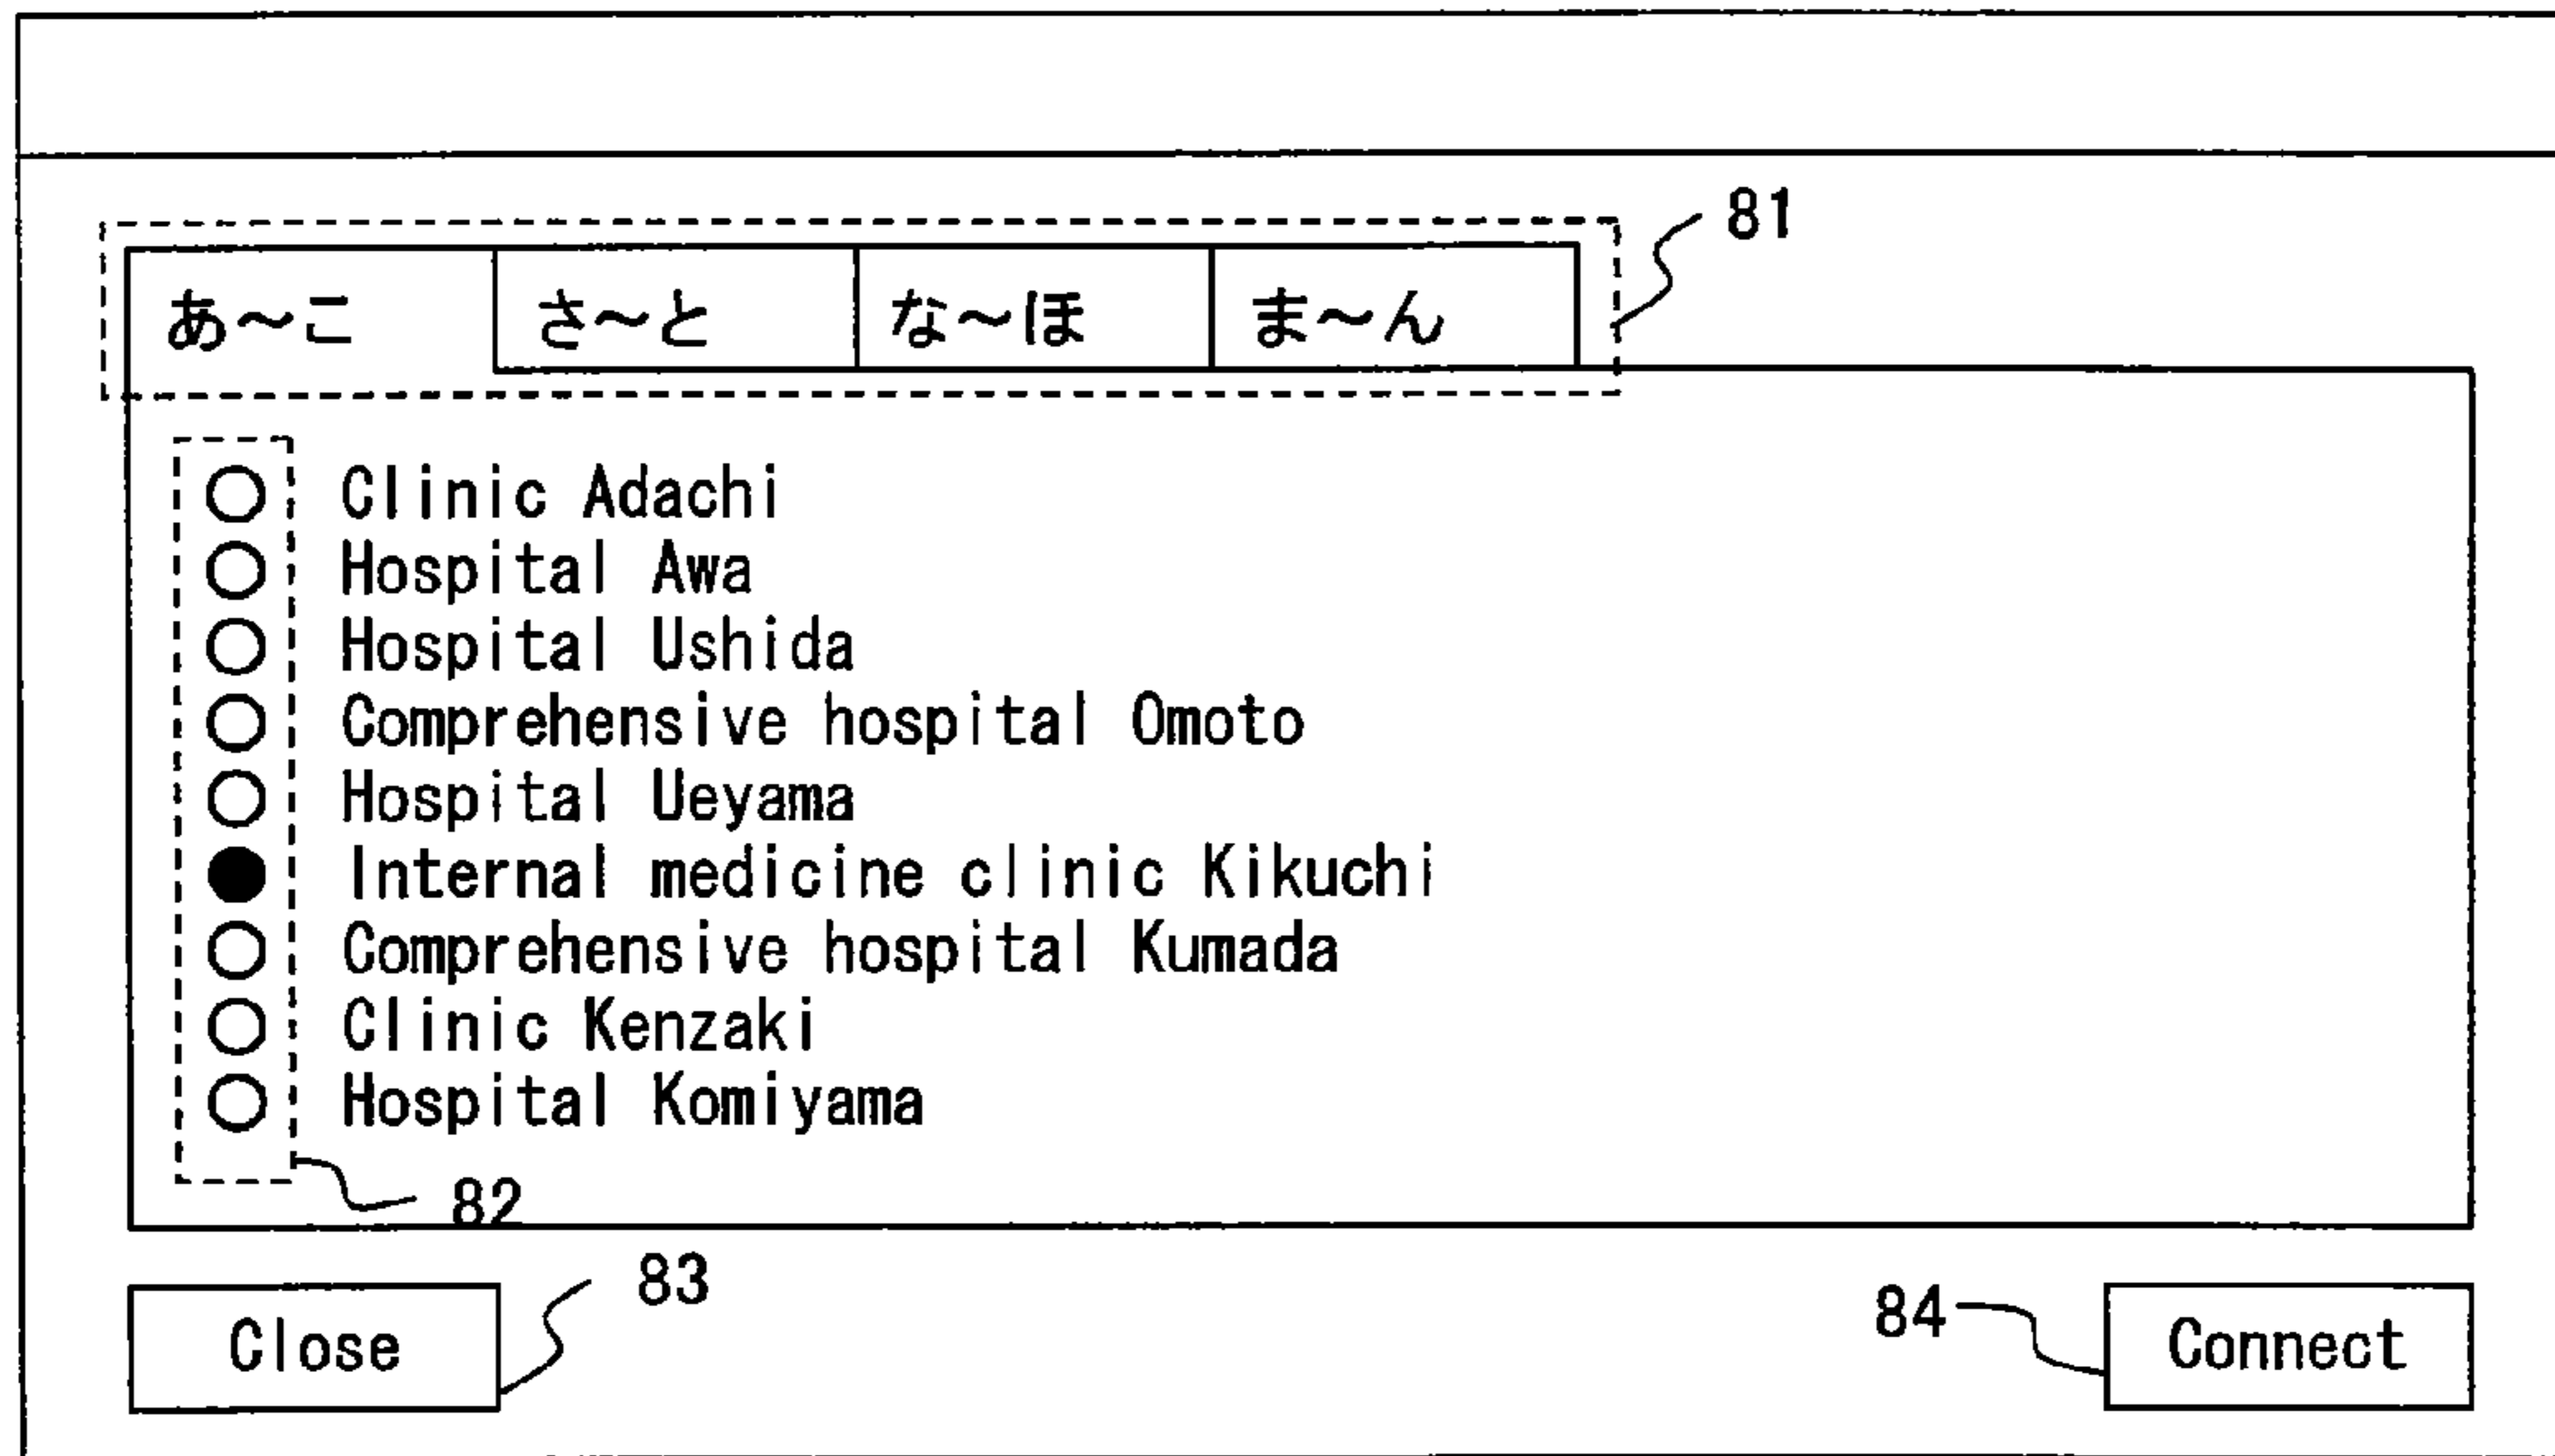 81
あ～こ さ～と な～ほ ま～ん
Clinic Adachi
Hospital Awa
Hospital Ushida
Comprehensive hospital Omoto
Hospital Ueyama
Internal medicine clinic Kikuchi
Comprehensive hospital Kumada
Clinic Kenzaki
Hospital Komiyama
82
83
84
Close
Connect